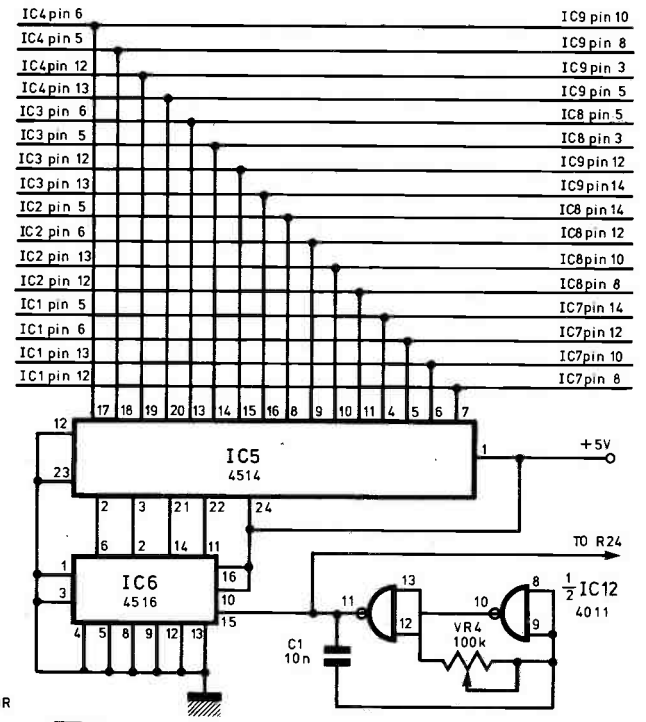 IC4 pin 6 IC9 pin 10
IC4 pin 5 IC9 pin 8
IC4pin 12 IC9 pin 3
IC4 pin 13 IC9 pin 5
IC3 pin 6 IC8 pin 5
IC3 pin 5 IC8 pin 3
IC3 pin 12 IC9 pin 12
IC3 pin 13 IC9 pin 14
IC2 pin 5 IC8 pin 14
IC2 pin 6 IC8 pin 12
IC2 pin 13 IC8 pin 10
IC2 pin 12 IC8 pin 8
IC1 pin 5 IC7 pin 14
IC1 pin 6 IC7 pin 12
IC1 pin 13 IC7 pin 10
IC1 pin 12 IC7 pin 8
17 18 19 20 13 14 15 16 8 9 10 11 4 5 6 7
12
23
IC5
4514
1
+5V
2 3 21 22 24
6 2 14 11
1
3
IC6
4516
16
10
15
4 5 8 9 12 13
TO R24
11
13
12
10
8
9
1/2 IC12
4011
C1
10n
VR4
100k
R